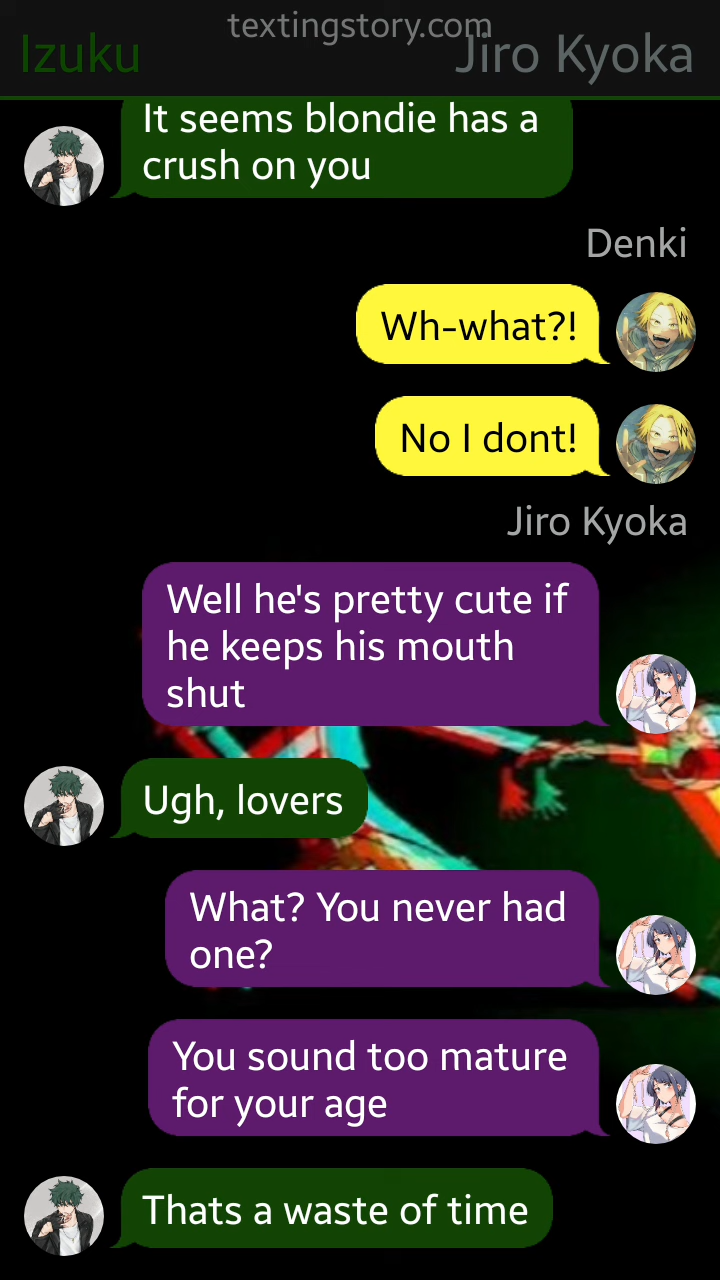 textingstory.com
Izuku
Jiro Kyoka
It seems blondie has a
crush on you
Denki
Wh-what?!
No I dont!
Jiro Kyoka
Well he's pretty cute if
he keeps his mouth
shut
Ugh, lovers
What? You never had
one?
You sound too mature
for your age
Thats a waste of time